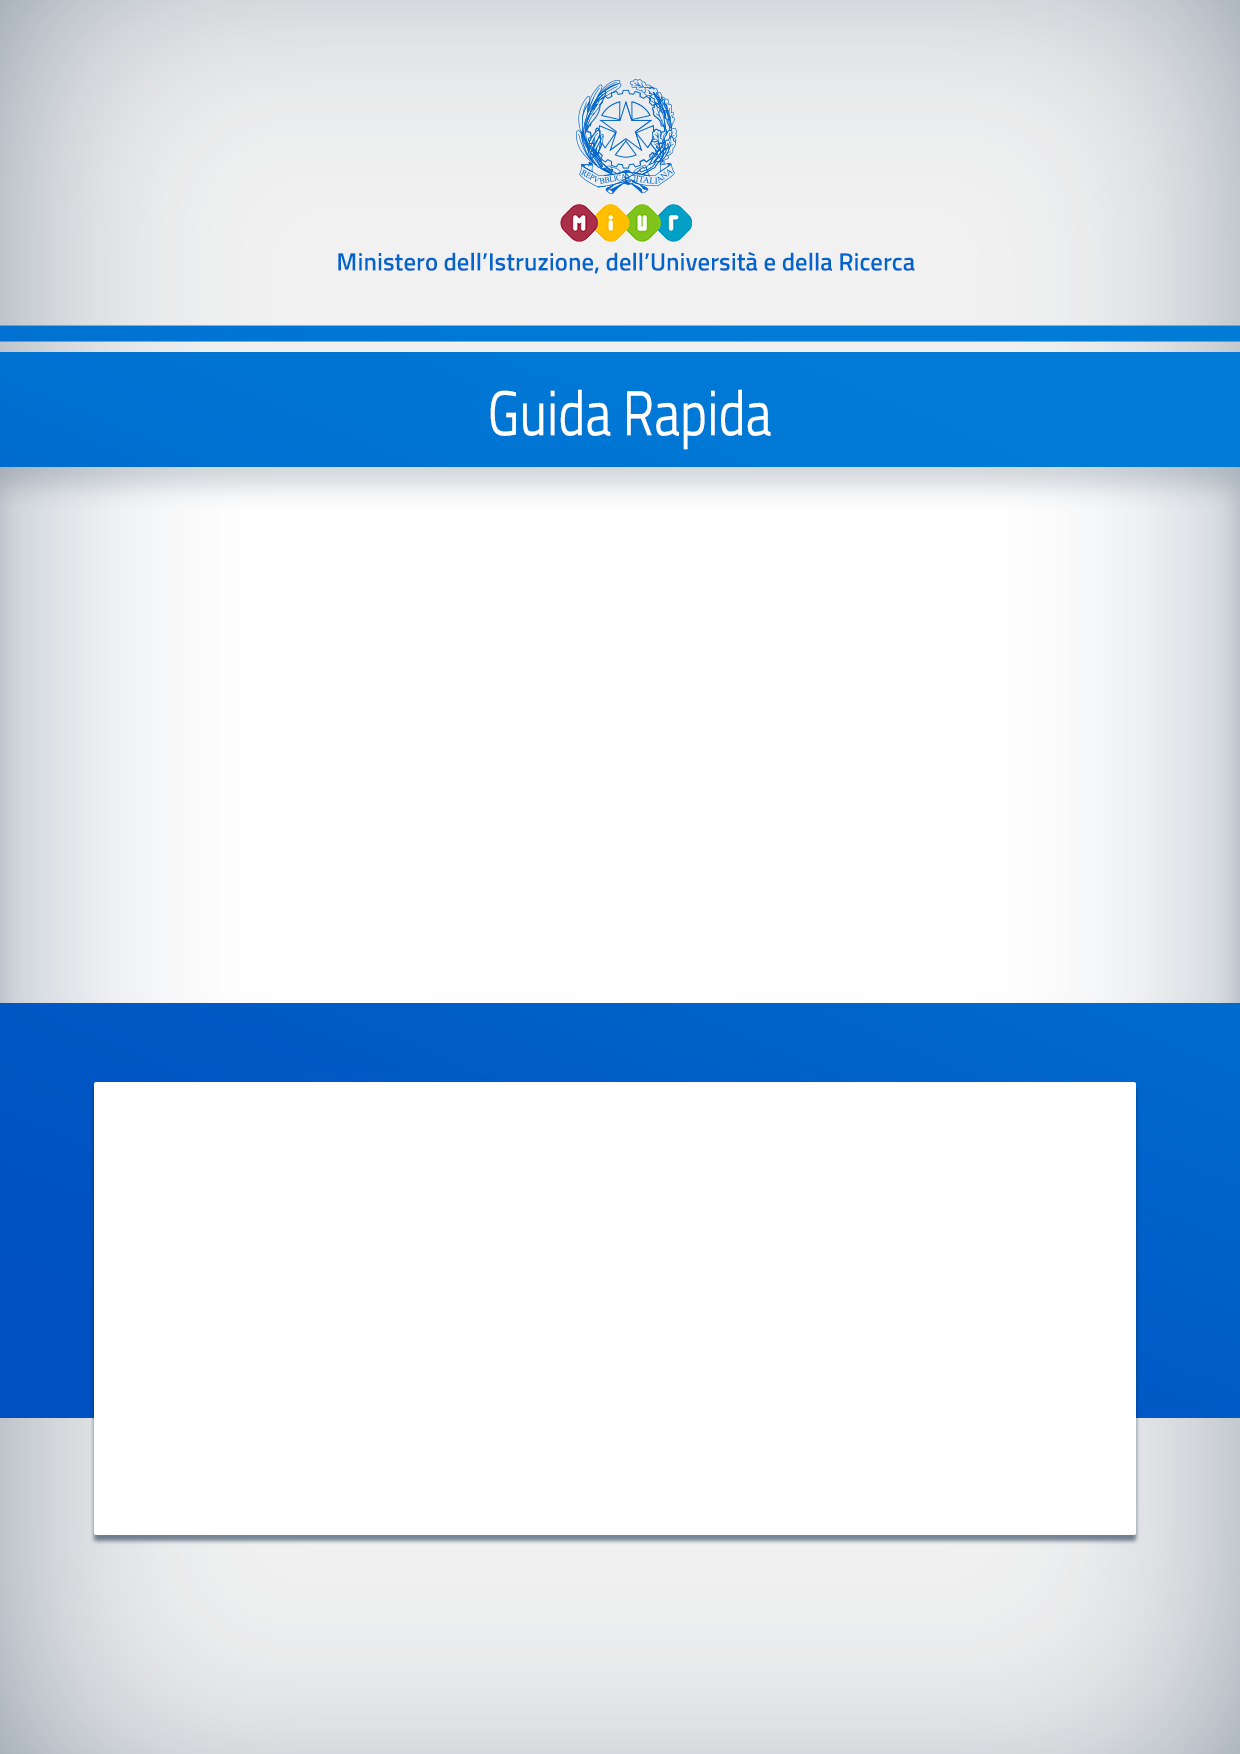 REPVBBLICA ITALIANA
MiUr
Ministero dell'Istruzione, dell'Università e della Ricerca
Guida Rapida